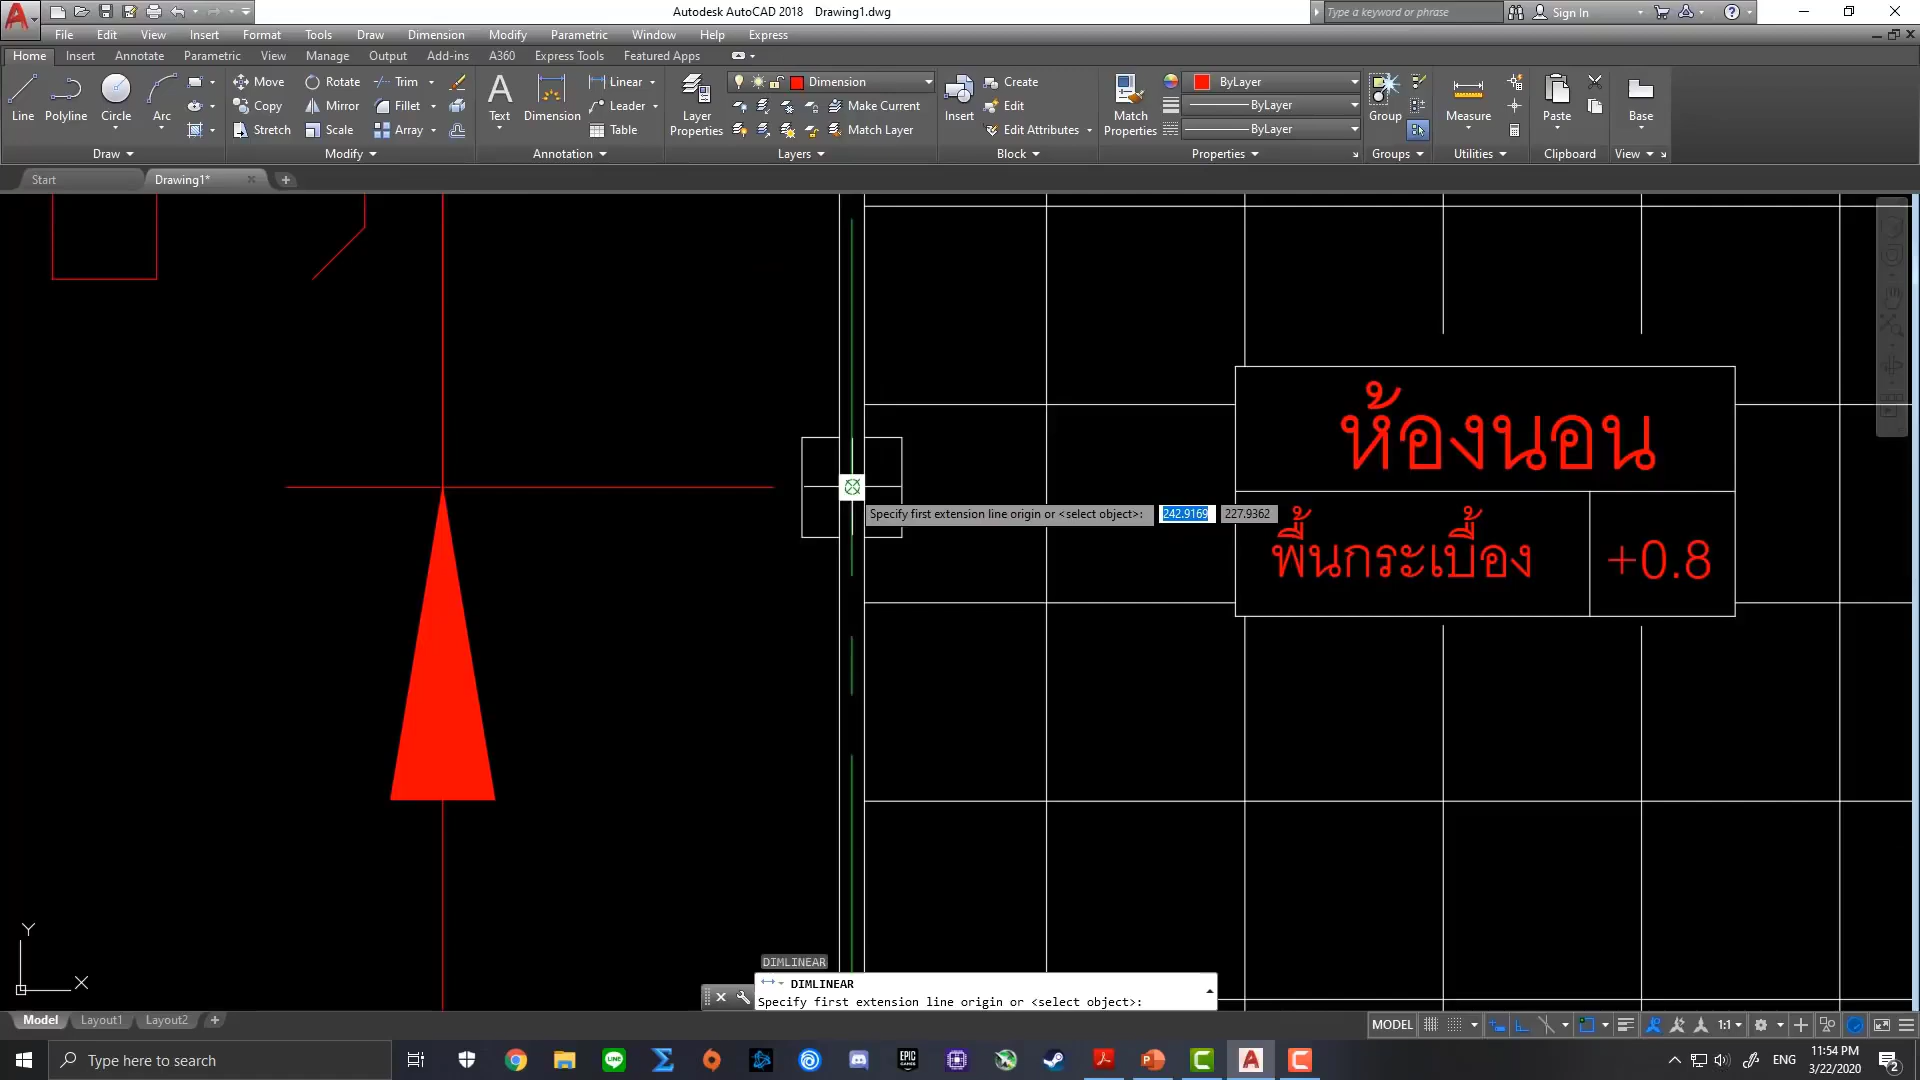 Autodesk AutoCAD 2018 Drawing1.dwg
Type a keyword or phrase
Sign In
File Edit View Insert Format Tools Draw Dimension Modify Parametric Window Help Express
Home Insert Annotate Parametric View Manage Output Add-ins A360 Express Tools Featured Apps
Line Polyline Circle Arc
Move Rotate Trim
Copy Mirror Fillet
Stretch Scale Array
Text Dimension
Linear
Leader
Table
Layer Properties
Dimension
Make Current
Match Layer
Insert
Create
Edit
Edit Attributes
Match Properties
ByLayer
ByLayer
ByLayer
Group
Measure
Paste
Base
Draw Modify Annotation Layers Block Properties Groups Utilities Clipboard View
Start Drawing1*
ห้องนอน
พื้นกระเบื้อง +0.8
Specify first extension line origin or <select object>: 242.9169 227.9362
Y
X
DIMLINEAR
DIMLINEAR
Specify first extension line origin or <select object>:
Model Layout1 Layout2
MODEL 1:1
Type here to search
LINE
EPIC GAMES
ENG
11:54 PM
3/22/2020
2